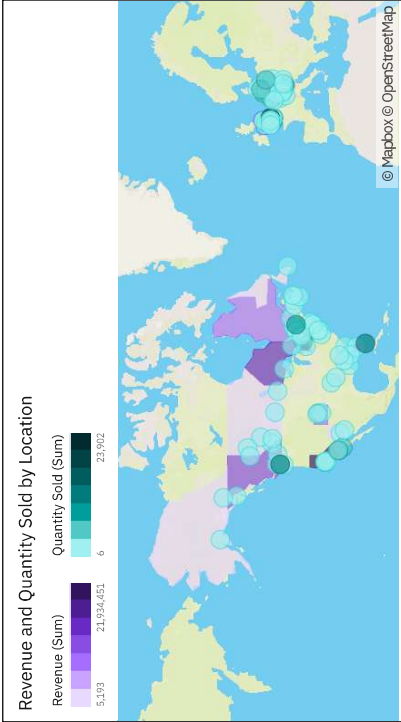 Revenue and Quantity Sold by Location
Revenue (Sum)
5,193
21,934,451
Quantity Sold (Sum)
6
23,902
© Mapbox © OpenStreetMap